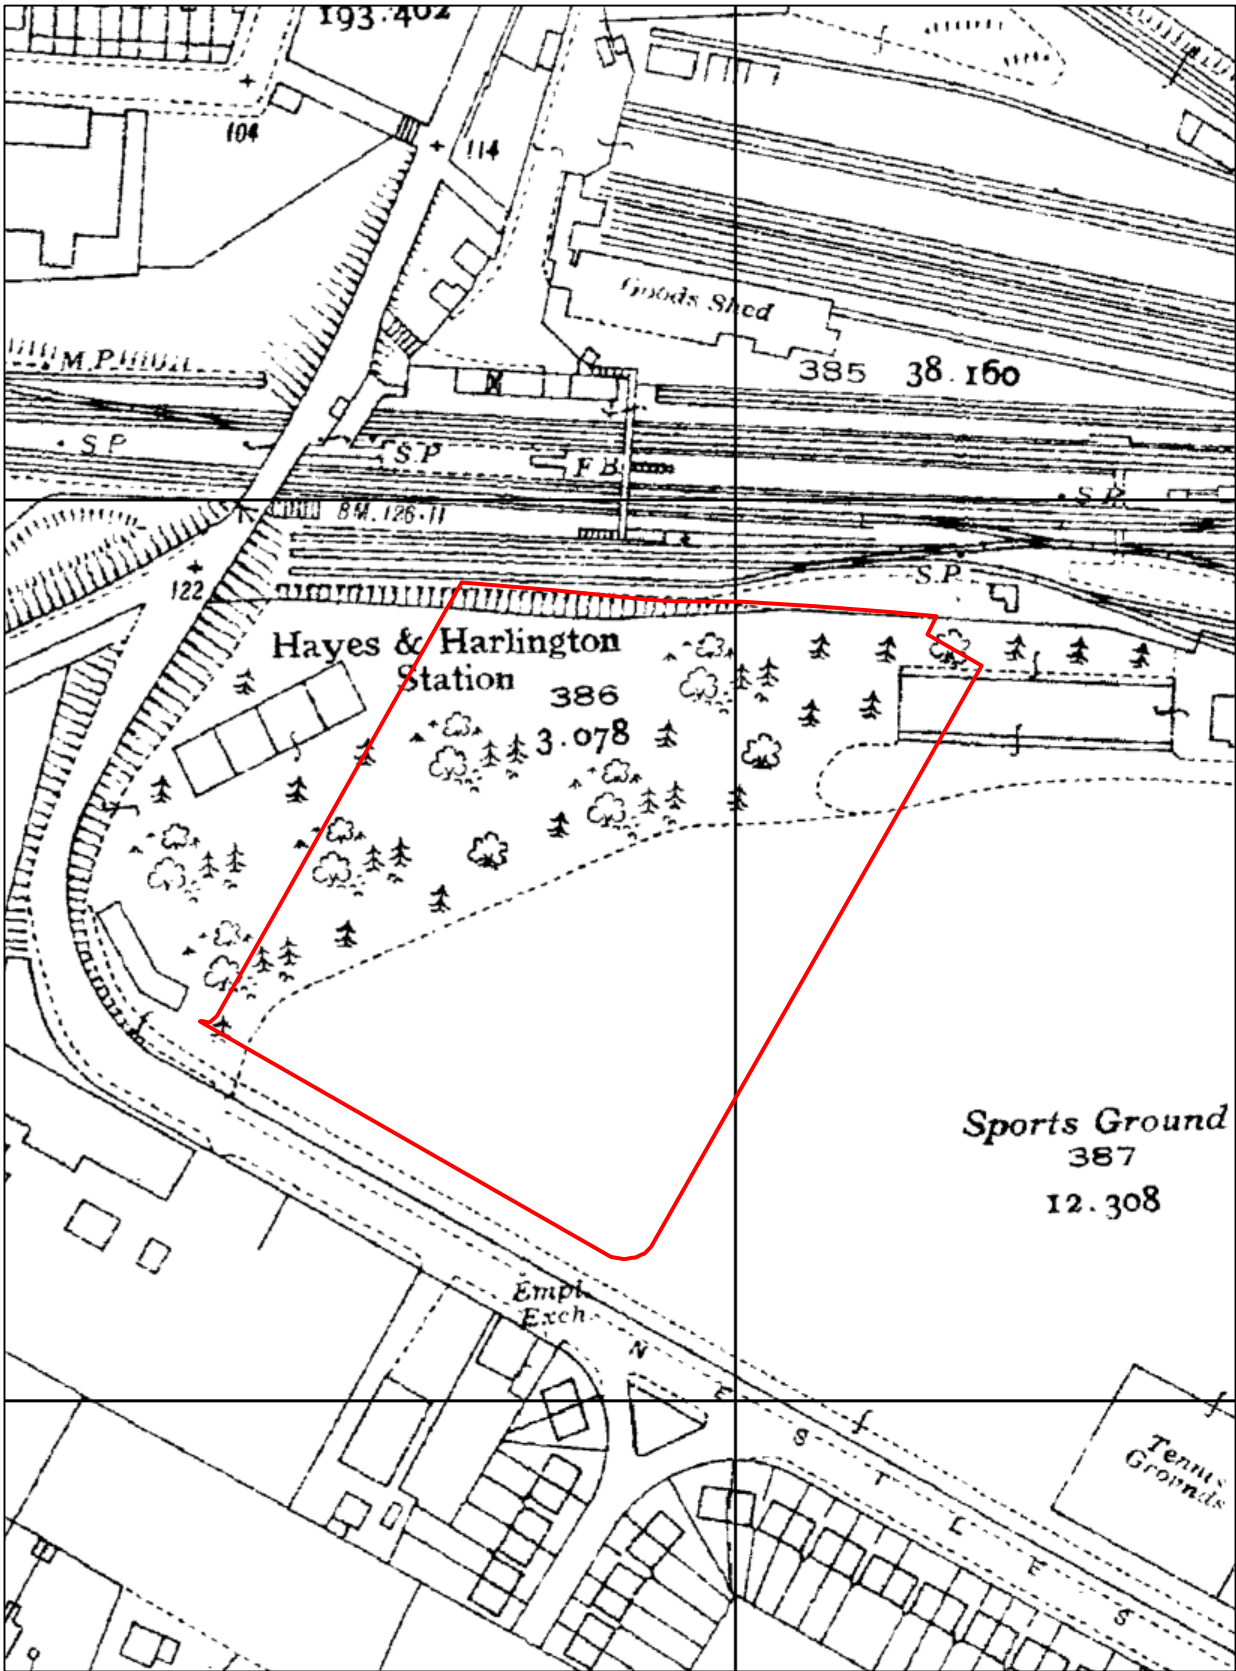 193.402
104
114
Goods Shed
385 38.160
M.P
S.P
S.P
F B
S.P.
B M. 126.11
122
S.P
Hayes & Harlington
Station
386
3.078
Sports Ground
387
12.308
Empl.
Exch.
N E S T L E S
Tennis
Grounds